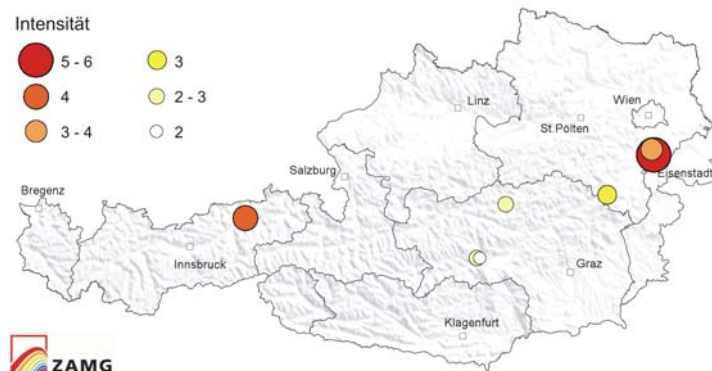 Intensität
5 - 6
3
4
2 - 3
3 - 4
2
Linz
Wien
St.Pölten
Salzburg
Eisenstadt
Bregenz
Innsbruck
Graz
Klagenfurt
ZAMG